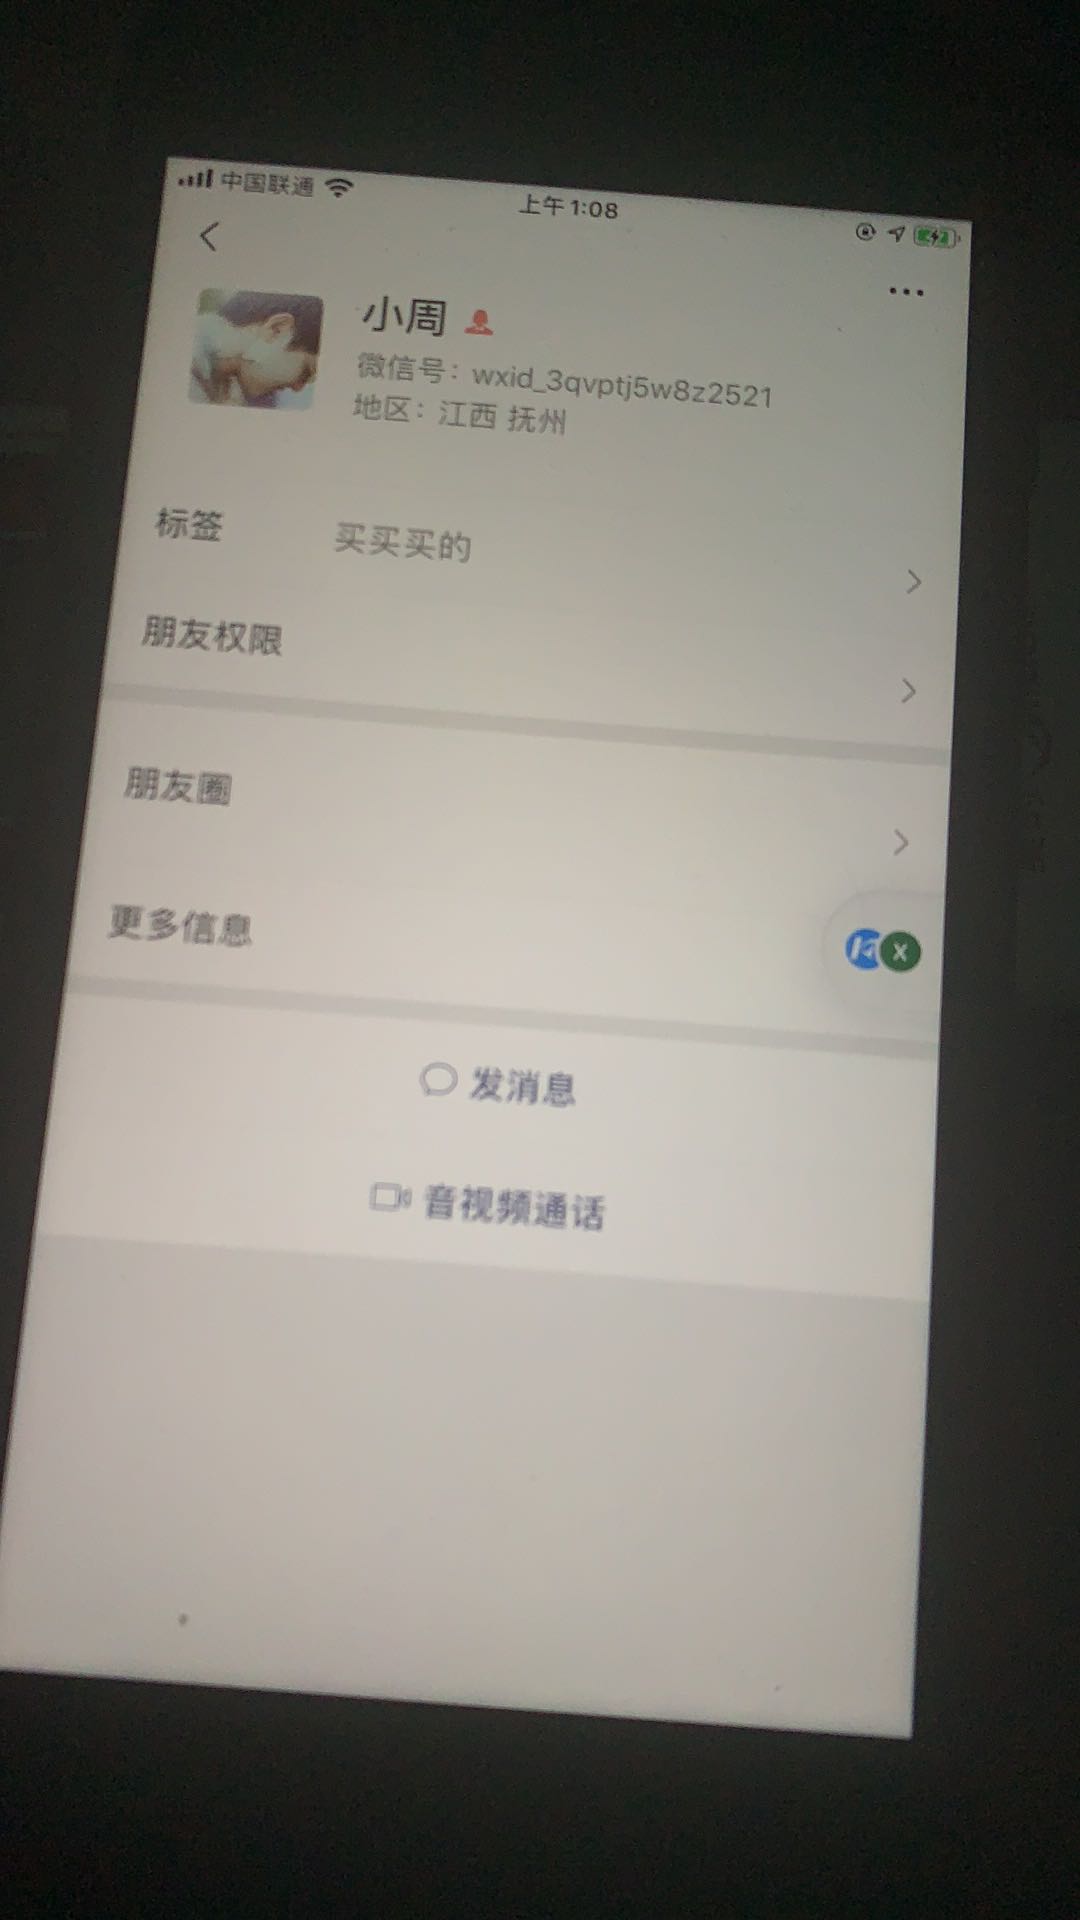 中国联通
上午1:08
小周
微信号：wxid_3qvptj5w8z2521
地区：江西 抚州
标签 买买买的
朋友权限
朋友圈
更多信息
X
发消息
音视频通话